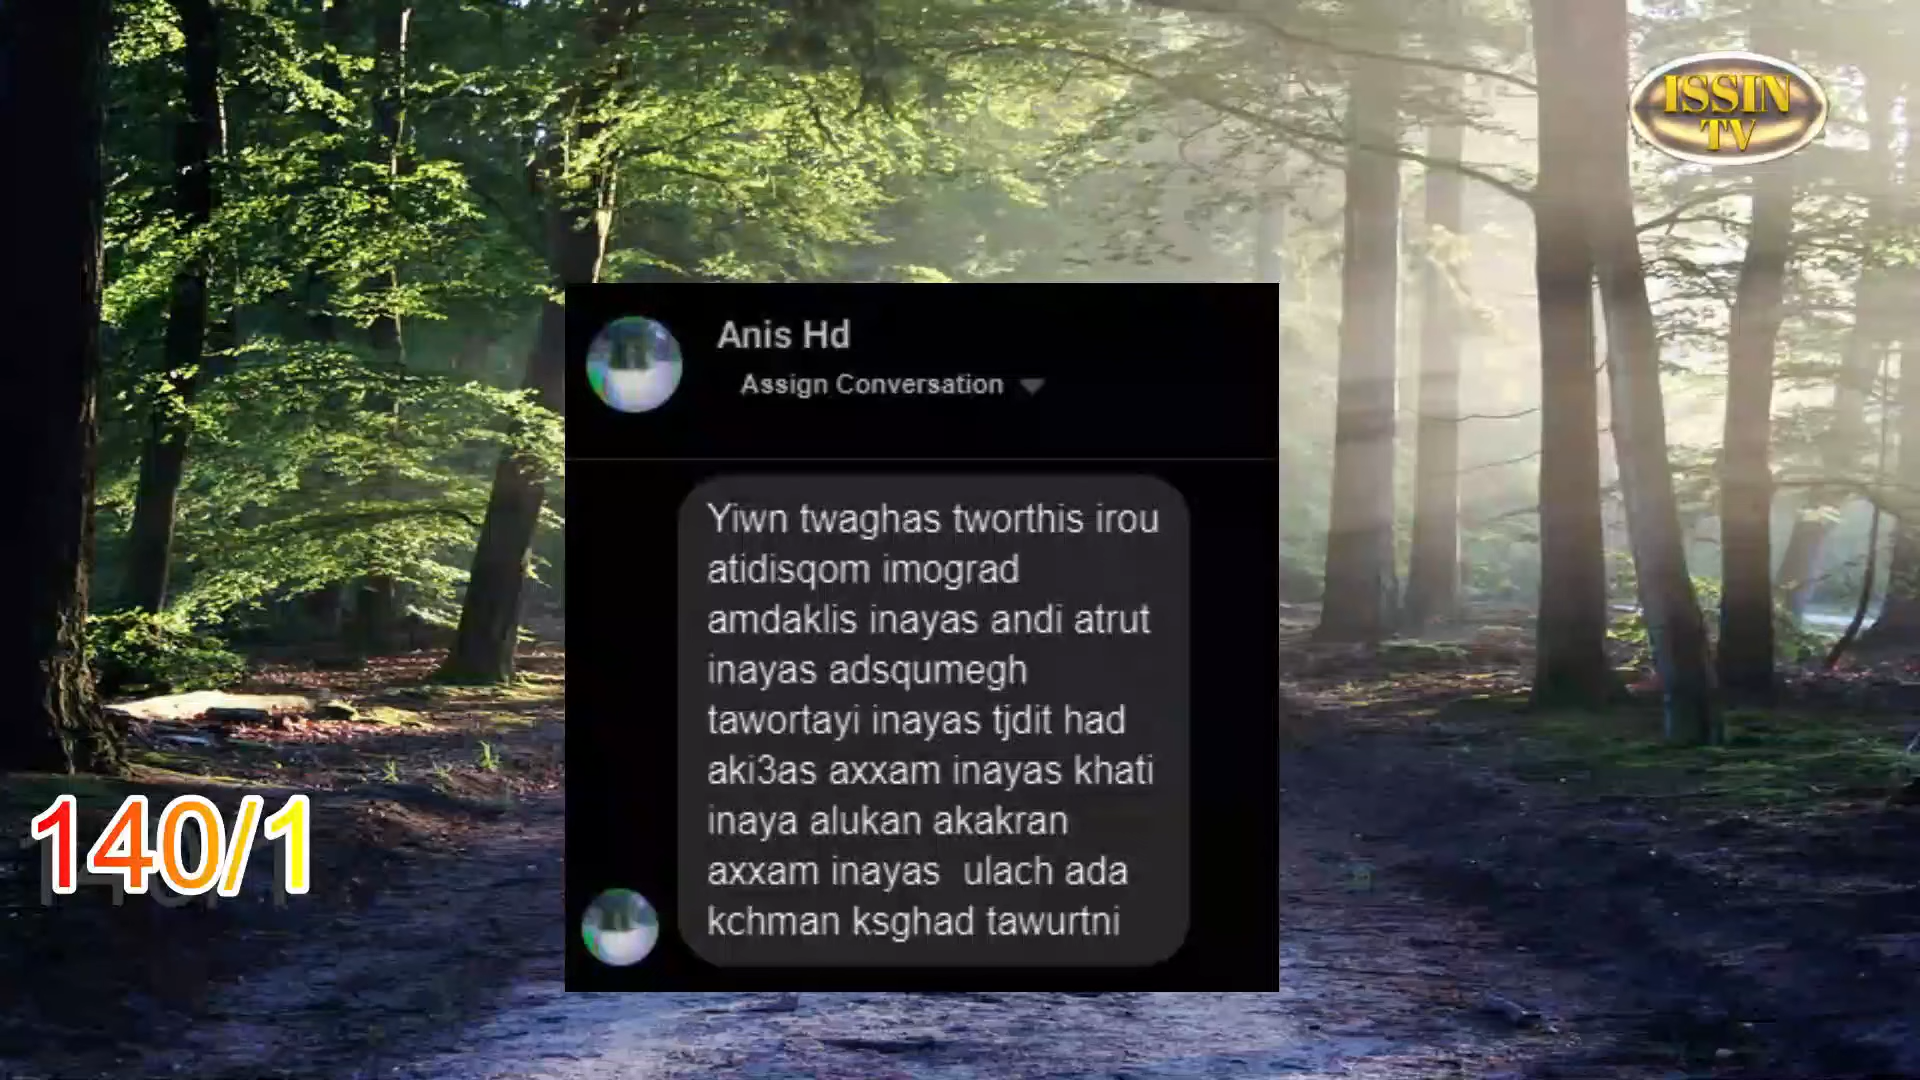 ISSIN
TV
Anis Hd
Assign Conversation
Yiwn twaghas tworthis irou
atidisqom imograd
amdaklis inayas andi atrut
inayas adsqumegh
tawortayi inayas tjdit had
aki3as axxam inayas khati
inaya alukan akakran
axxam inayas ulach ada
kchman ksghad tawurtni
140/1